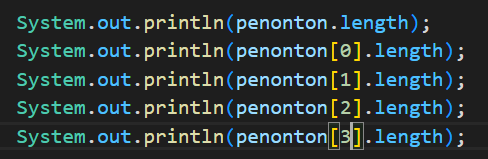 System.out.println(penonton.length);
System.out.println(penonton[0].length);
System.out.println(penonton[1].length);
System.out.println(penonton[2].length);
System.out.println(penonton[3].length);